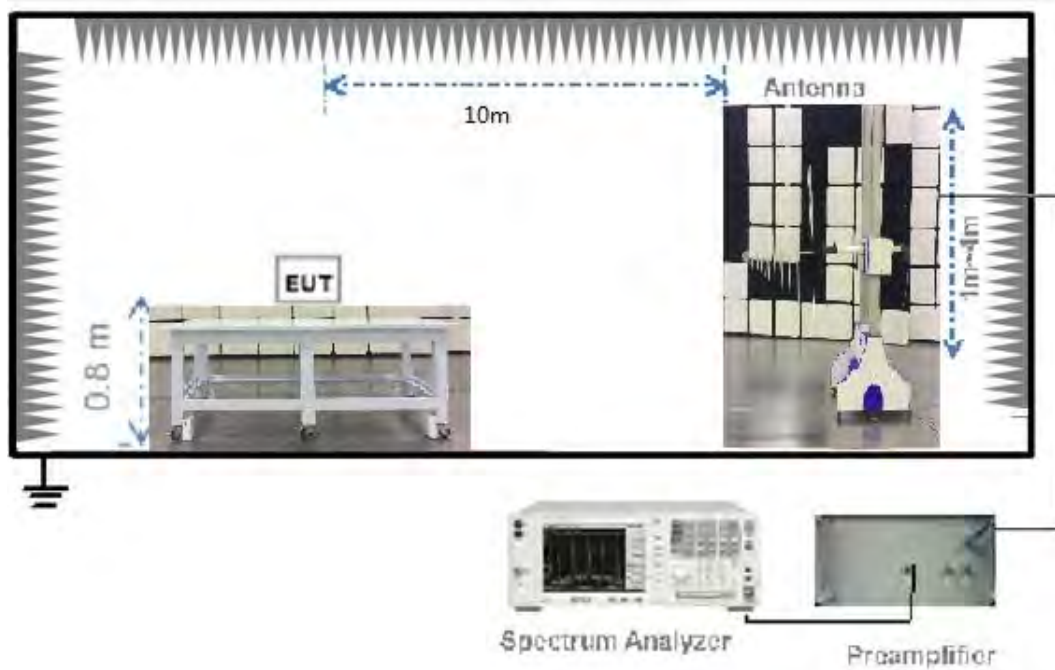 Antenna
10m
1m~4m
EUT
0.8 m
Spectrum Analyzer
Preamplifier